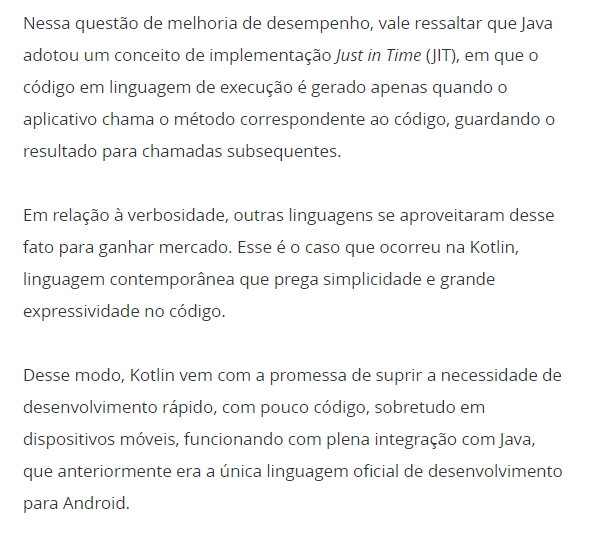 Nessa questão de melhoria de desempenho, vale ressaltar que Java
adotou um conceito de implementação Just in Time (JIT), em que o
código em linguagem de execução é gerado apenas quando o
aplicativo chama o método correspondente ao código, guardando o
resultado para chamadas subsequentes.
Em relação à verbosidade, outras linguagens se aproveitaram desse
fato para ganhar mercado. Esse é o caso que ocorreu na Kotlin,
linguagem contemporânea que prega simplicidade e grande
expressividade no código.
Desse modo, Kotlin vem com a promessa de suprir a necessidade de
desenvolvimento rápido, com pouco código, sobretudo em
dispositivos móveis, funcionando com plena integração com Java,
que anteriormente era a única linguagem oficial de desenvolvimento
para Android.